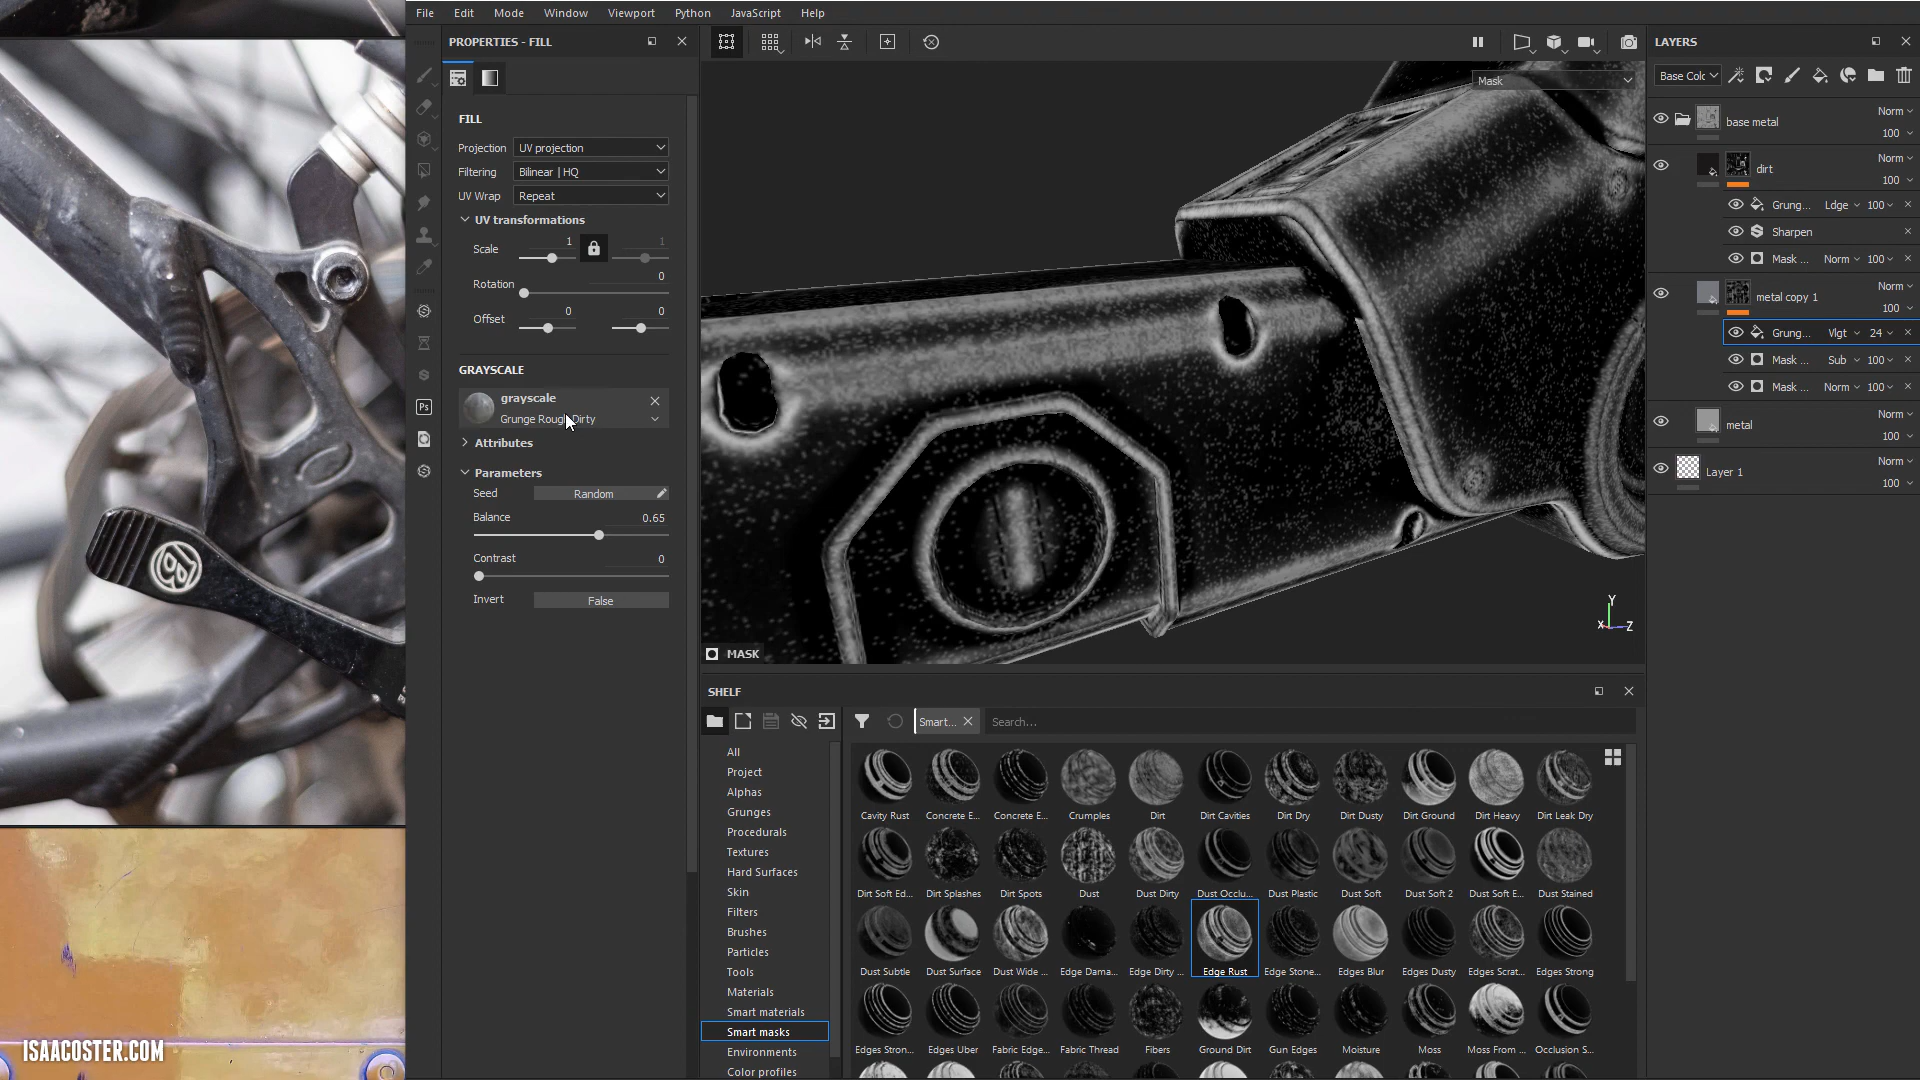 File Edit Mode Window Viewport Python JavaScript Help
PROPERTIES - FILL
FILL
Projection UV projection
Filtering Bilinear | HQ
UV Wrap Repeat
UV transformations
Scale 1 1
Rotation 0
Offset 0 0
GRAYSCALE
grayscale
Grunge Rough Dirty
Attributes
Parameters
Seed Random
Balance 0.65
Contrast 0
Invert False
Ps
B
ISAACOSTER.COM
Mask
Y
X Z
MASK
SHELF
Smart... Search...
All
Project
Alphas
Grunges
Procedurals
Textures
Hard Surfaces
Skin
Filters
Brushes
Particles
Tools
Materials
Smart materials
Smart masks
Environments
Color profiles
Cavity Rust Concrete E... Concrete E... Crumples Dirt Dirt Cavities Dirt Dry Dirt Dusty Dirt Ground Dirt Heavy Dirt Leak Dry
Dirt Soft Ed... Dirt Splashes Dirt Spots Dust Dust Dirty Dust Occlu... Dust Plastic Dust Soft Dust Soft 2 Dust Soft E... Dust Stained
Dust Subtle Dust Surface Dust Wide ... Edge Dama... Edge Dirty ... Edge Rust Edge Stone... Edges Blur Edges Dusty Edges Scrat... Edges Strong
Edges Stron... Edges Uber Fabric Edge... Fabric Thread Fibers Ground Dirt Gun Edges Moisture Moss Moss From ... Occlusion S...
LAYERS
Base Colc
base metal Norm 100
dirt Norm 100
Grung... Ldge 100
Sharpen
Mask ... Norm 100
metal copy 1 Norm 100
Grung... Vlgt 24
Mask ... Sub 100
Mask ... Norm 100
metal Norm 100
Layer 1 Norm 100